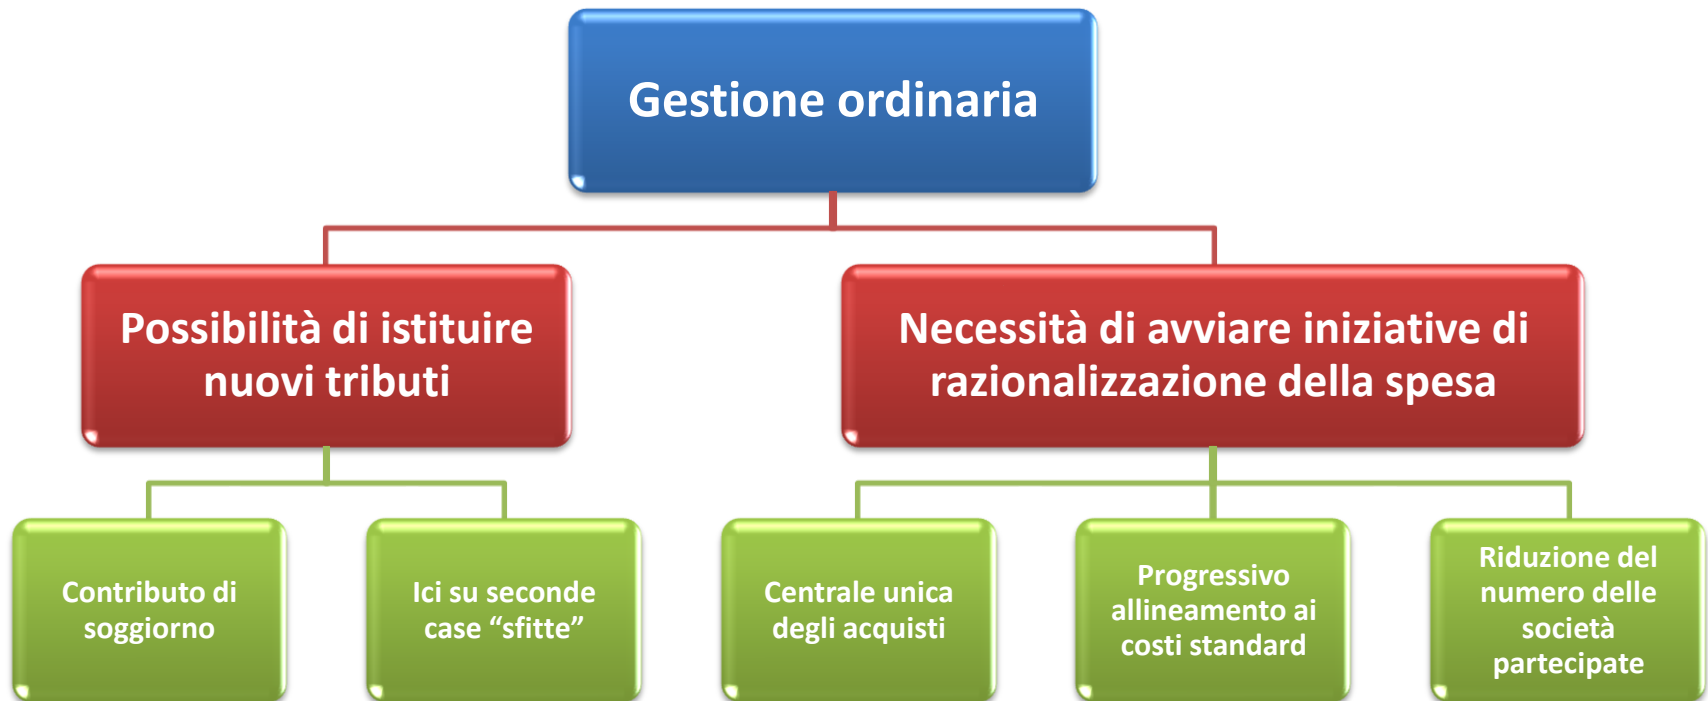 Gestione ordinaria
Possibilità di istituire
nuovi tributi
Necessità di avviare iniziative di
razionalizzazione della spesa
Contributo di
soggiorno
Ici su seconde
case “sfitte”
Centrale unica
degli acquisti
Progressivo
allineamento ai
costi standard
Riduzione del
numero delle
società
partecipate